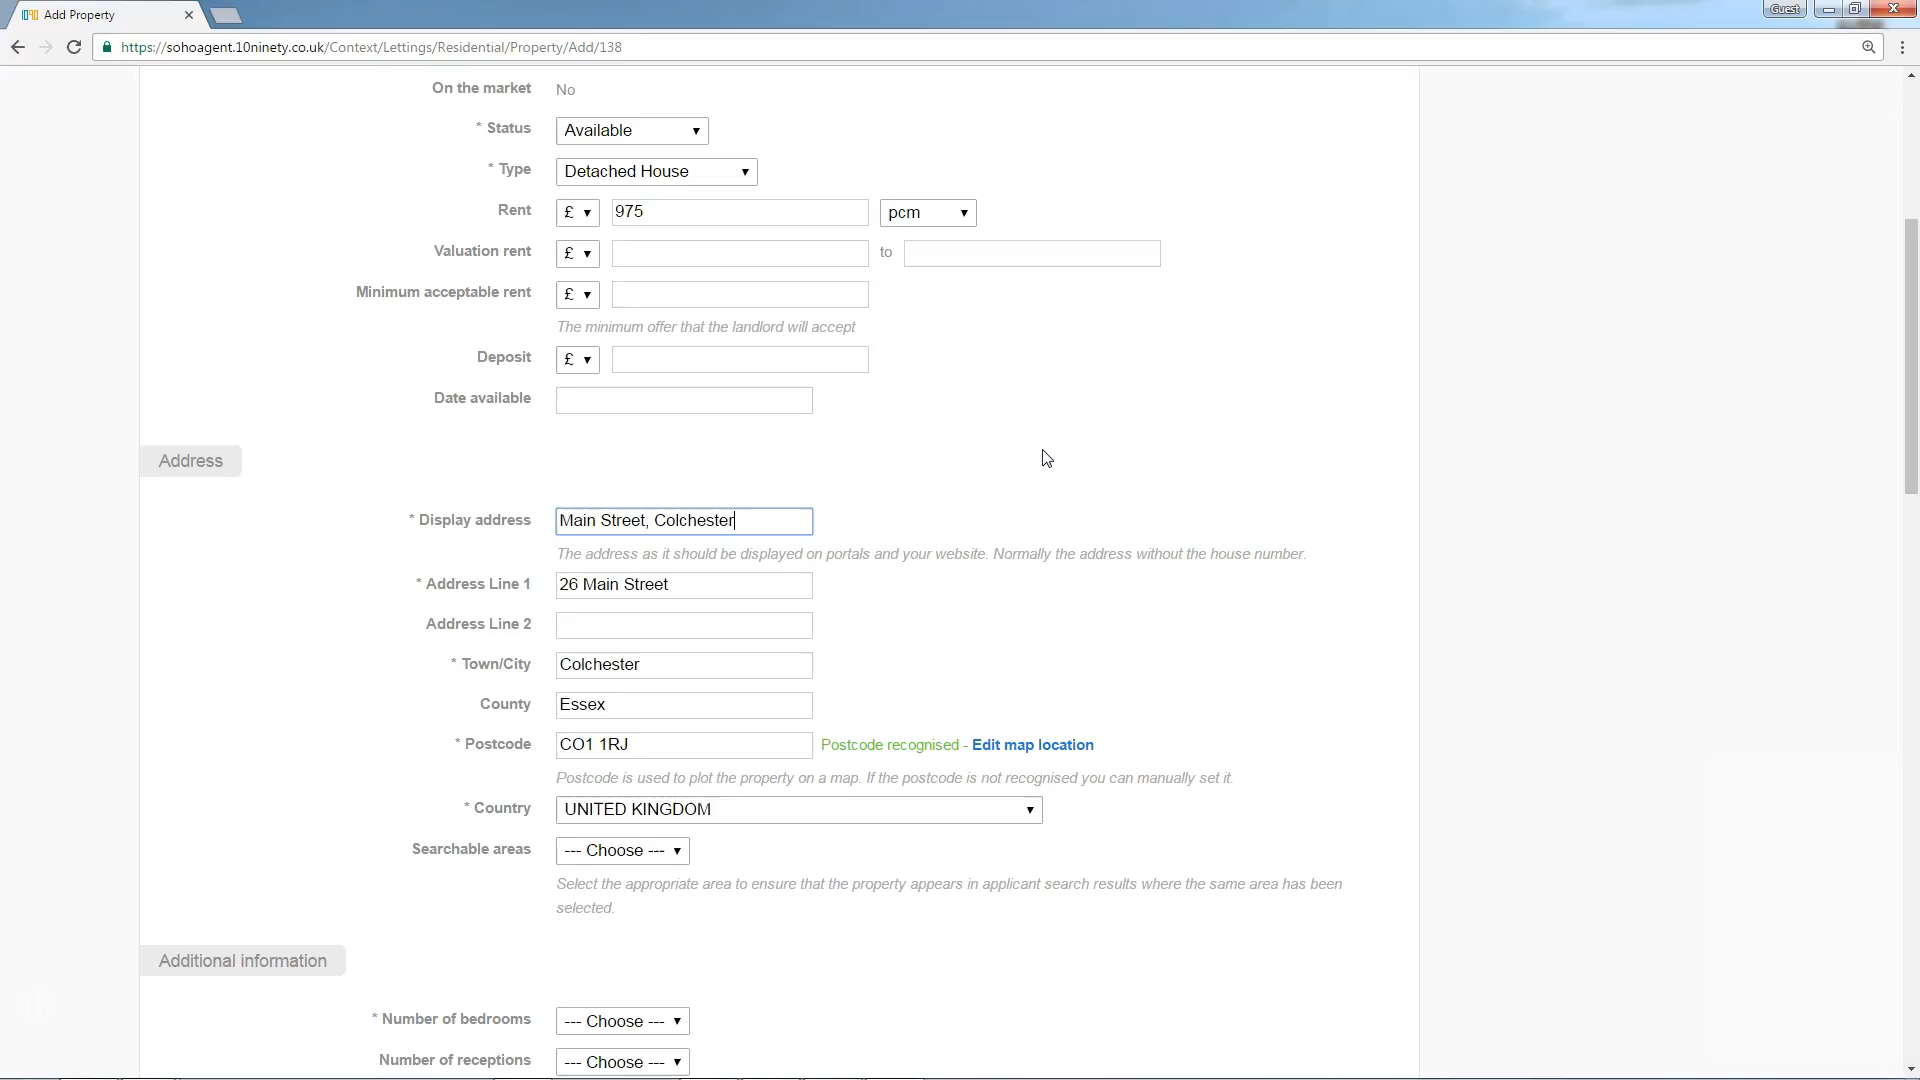 Add Property
Guest
https://sohoagent.10ninety.co.uk/Context/Lettings/Residential/Property/Add/138
On the market No
* Status Available
* Type Detached House
Rent £ 975 pcm
Valuation rent £ to
Minimum acceptable rent £
The minimum offer that the landlord will accept
Deposit £
Date available
Address
* Display address Main Street, Colchester
The address as it should be displayed on portals and your website. Normally the address without the house number.
* Address Line 1 26 Main Street
Address Line 2
* Town/City Colchester
County Essex
* Postcode CO1 1RJ Postcode recognised - Edit map location
Postcode is used to plot the property on a map. If the postcode is not recognised you can manually set it.
* Country UNITED KINGDOM
Searchable areas --- Choose ---
Select the appropriate area to ensure that the property appears in applicant search results where the same area has been
selected.
Additional information
* Number of bedrooms --- Choose ---
Number of receptions --- Choose ---